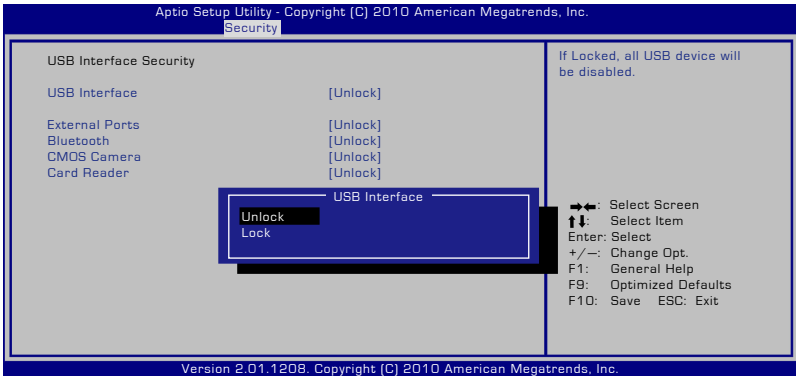 Aptio Setup Utility - Copyright (C) 2010 American Megatrends, Inc.
Security
USB Interface Security
USB Interface [Unlock]
External Ports [Unlock]
Bluetooth [Unlock]
CMOS Camera [Unlock]
Card Reader [Unlock]
USB Interface
Unlock
Lock
If Locked, all USB device will
be disabled.
→←: Select Screen
↑↓: Select Item
Enter: Select
+/—: Change Opt.
F1: General Help
F9: Optimized Defaults
F10: Save ESC: Exit
Version 2.01.1208. Copyright (C) 2010 American Megatrends, Inc.